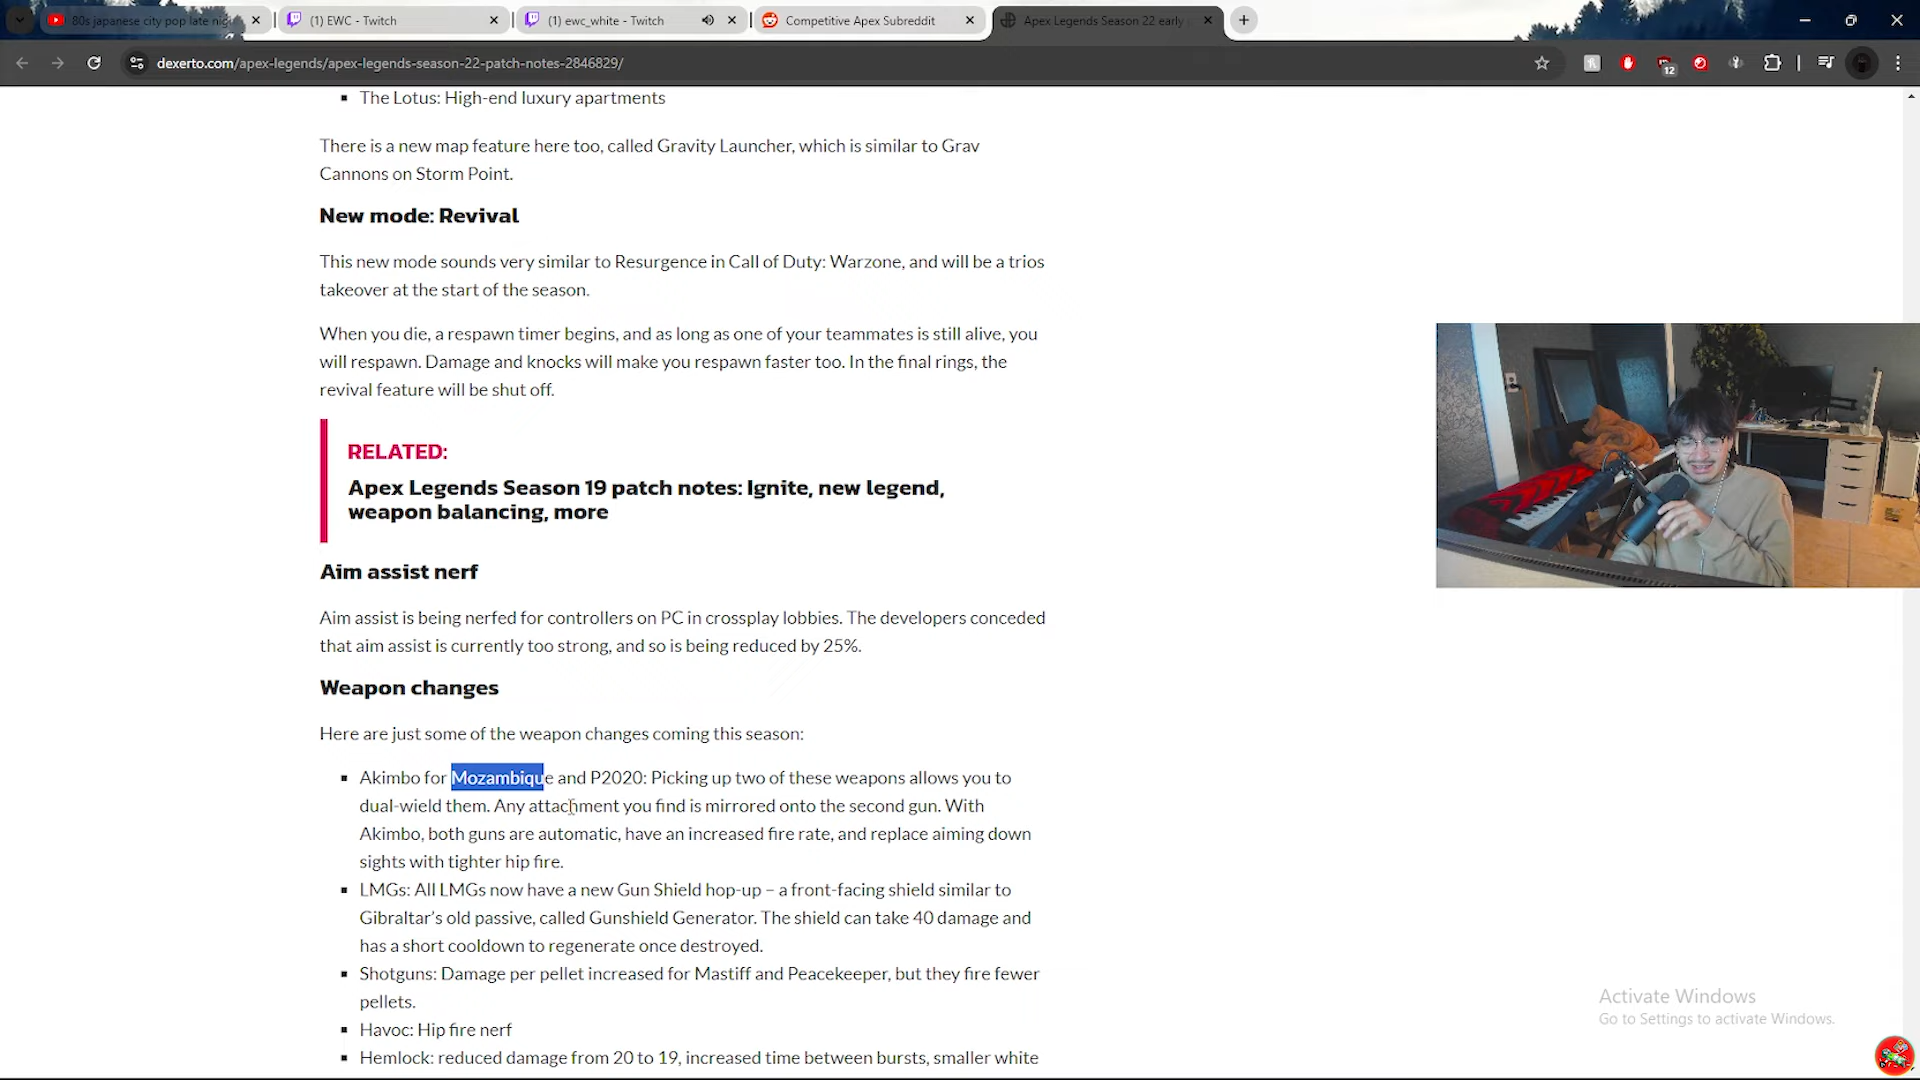 80s japanese city pop late nig
(1) EWC - Twitch
(1) ewc_white - Twitch
Competitive Apex Subreddit
Apex Legends Season 22 early
dexerto.com/apex-legends/apex-legends-season-22-patch-notes-2846829/
12
The Lotus: High-end luxury apartments
There is a new map feature here too, called Gravity Launcher, which is similar to Grav
Cannons on Storm Point.
New mode: Revival
This new mode sounds very similar to Resurgence in Call of Duty: Warzone, and will be a trios
takeover at the start of the season.
When you die, a respawn timer begins, and as long as one of your teammates is still alive, you
will respawn. Damage and knocks will make you respawn faster too. In the final rings, the
revival feature will be shut off.
RELATED:
Apex Legends Season 19 patch notes: Ignite, new legend,
weapon balancing, more
Aim assist nerf
Aim assist is being nerfed for controllers on PC in crossplay lobbies. The developers conceded
that aim assist is currently too strong, and so is being reduced by 25%.
Weapon changes
Here are just some of the weapon changes coming this season:
Akimbo for Mozambique and P2020: Picking up two of these weapons allows you to
dual-wield them. Any attachment you find is mirrored onto the second gun. With
Akimbo, both guns are automatic, have an increased fire rate, and replace aiming down
sights with tighter hip fire.
LMGs: All LMGs now have a new Gun Shield hop-up – a front-facing shield similar to
Gibraltar's old passive, called Gunshield Generator. The shield can take 40 damage and
has a short cooldown to regenerate once destroyed.
Shotguns: Damage per pellet increased for Mastiff and Peacekeeper, but they fire fewer
pellets.
Havoc: Hip fire nerf
Hemlock: reduced damage from 20 to 19, increased time between bursts, smaller white
Activate Windows
Go to Settings to activate Windows.